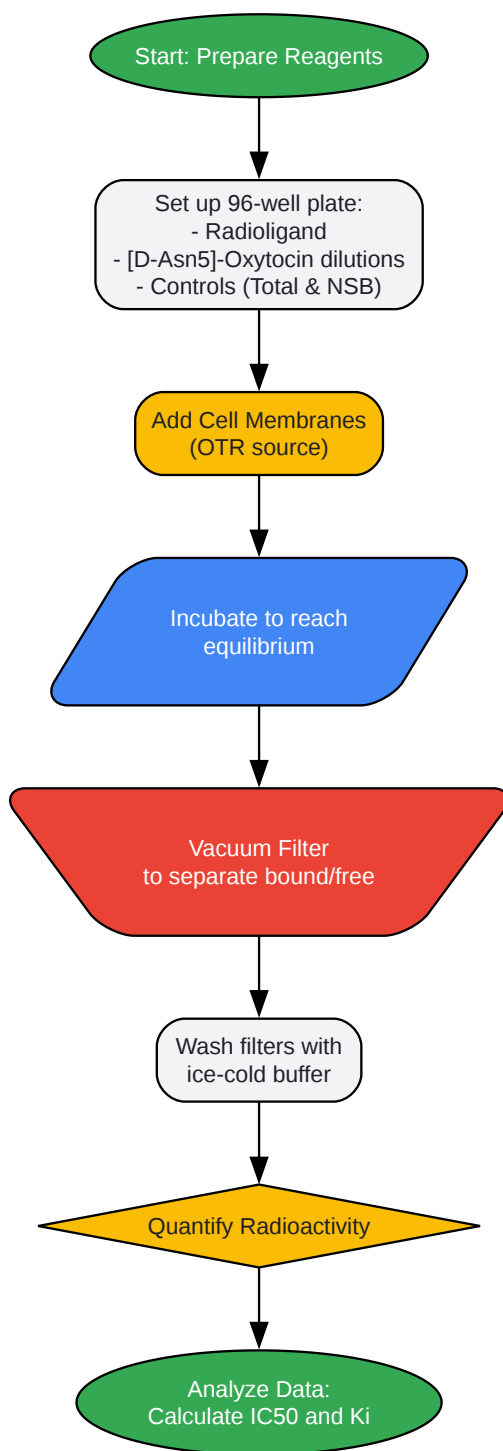 Start: Prepare Reagents
Set up 96-well plate:
- Radioligand
- [D-Asn5]-Oxytocin dilutions
- Controls (Total & NSB)
Add Cell Membranes
(OTR source)
Incubate to reach
equilibrium
Vacuum Filter
to separate bound/free
Wash filters with
ice-cold buffer
Quantify Radioactivity
Analyze Data:
Calculate IC50 and Ki